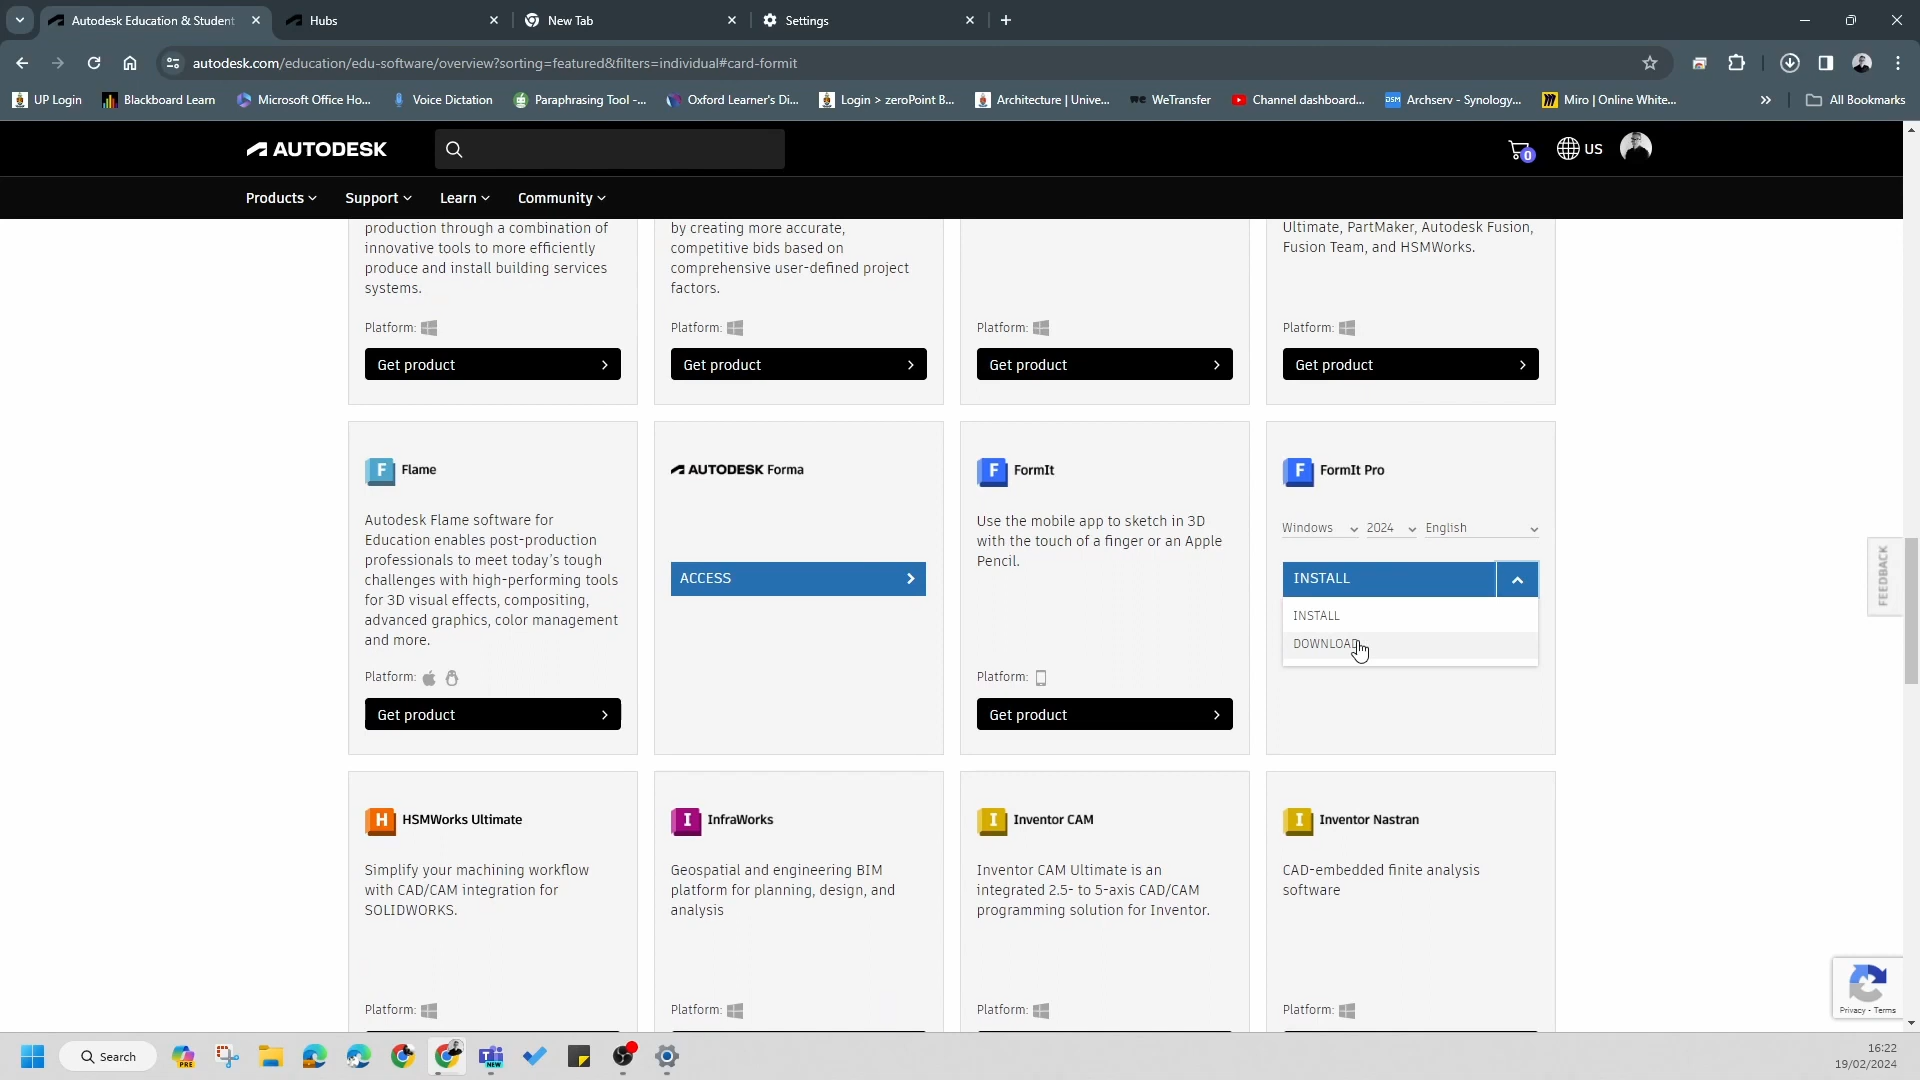 Autodesk Education & Student
Hubs
New Tab
Settings
autodesk.com/education/edu-software/overview?sorting=featured&filters=individual#card-formit
UP Login
Blackboard Learn
Microsoft Office Ho...
Voice Dictation
Paraphrasing Tool -...
Oxford Learner's Di...
Login > zeroPoint B...
Architecture | Unive...
WeTransfer
Channel dashboard...
Archserv - Synology...
Miro | Online White...
All Bookmarks
AUTODESK
0
US
Products
Support
Learn
Community
production through a combination of
innovative tools to more efficiently
produce and install building services
systems.
Platform:
Get product
by creating more accurate,
competitive bids based on
comprehensive user-defined project
factors.
Platform:
Get product
Platform:
Get product
Ultimate, PartMaker, Autodesk Fusion,
Fusion Team, and HSMWorks.
Platform:
Get product
F Flame
Autodesk Flame software for
Education enables post-production
professionals to meet today's tough
challenges with high-performing tools
for 3D visual effects, compositing,
advanced graphics, color management
and more.
Platform:
Get product
AUTODESK Forma
ACCESS
F FormIt
Use the mobile app to sketch in 3D
with the touch of a finger or an Apple
Pencil.
Platform:
Get product
F FormIt Pro
Windows 2024 English
INSTALL
INSTALL
DOWNLOAD
FEEDBACK
H HSMWorks Ultimate
Simplify your machining workflow
with CAD/CAM integration for
SOLIDWORKS.
Platform:
I InfraWorks
Geospatial and engineering BIM
platform for planning, design, and
analysis
Platform:
I Inventor CAM
Inventor CAM Ultimate is an
integrated 2.5- to 5-axis CAD/CAM
programming solution for Inventor.
Platform:
I Inventor Nastran
CAD-embedded finite analysis
software
Platform:
Privacy - Terms
Search
PRE
NEW
16:22
19/02/2024